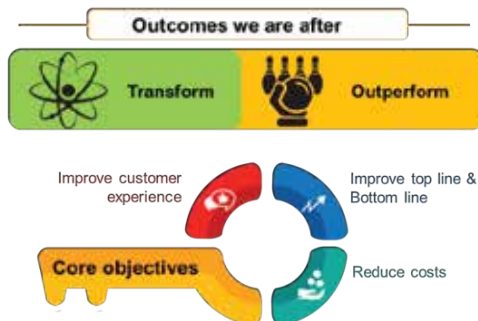 Outcomes we are after
Transform
Outperform
Improve customer
experience
Improve top line &
Bottom line
Core objectives
Reduce costs